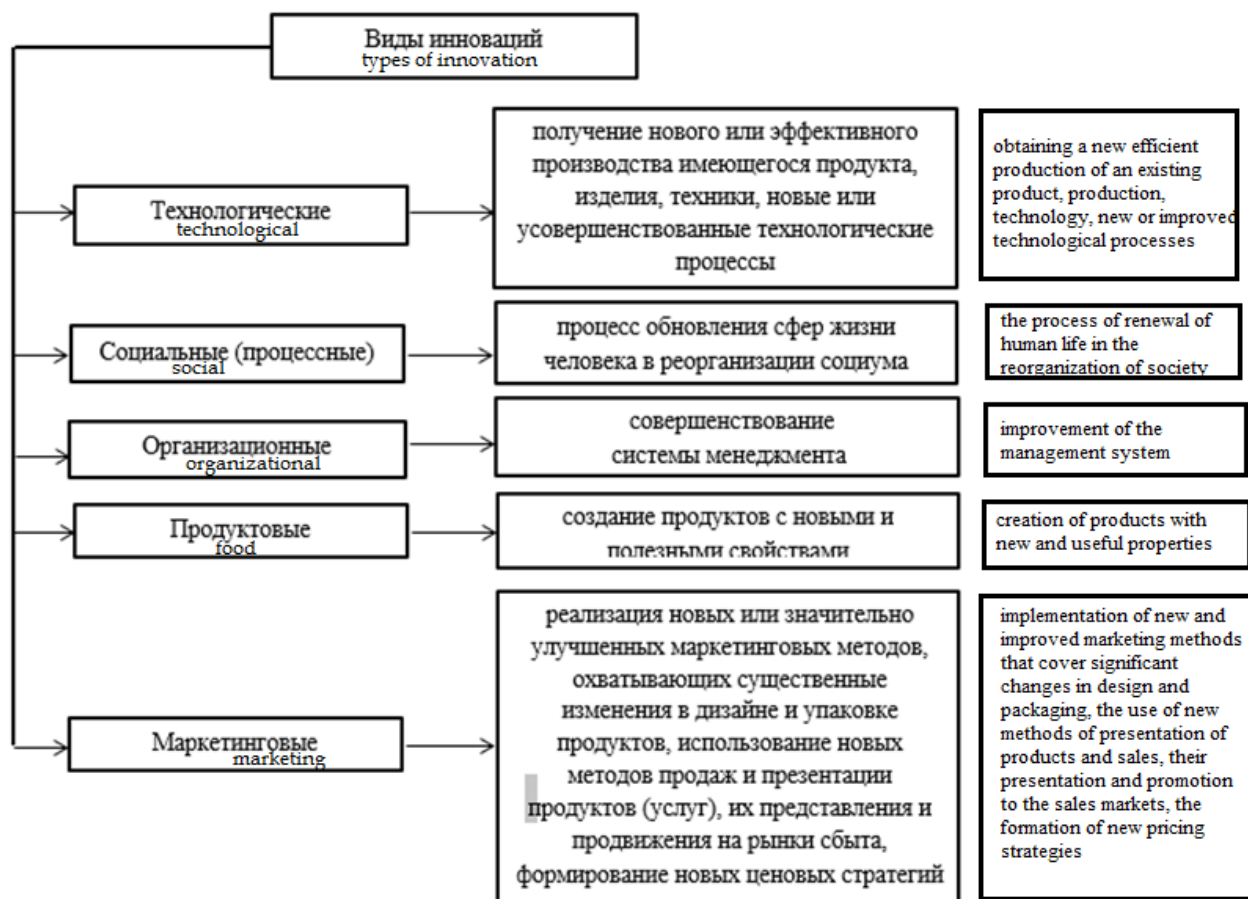 Виды инноваций
types of innovation
Технологические
technological
получение нового или эффективного
производства имеющегося продукта,
изделия, техники, новые или
усовершенствованные технологические
процессы
obtaining a new efficient
production of an existing
product, production,
technology, new or improved
technological processes
Социальные (процессные)
social
процесс обновления сфер жизни
человека в реорганизации социума
the process of renewal of
human life in the
reorganization of society
Организационные
organizational
совершенствование
системы менеджмента
improvement of the
management system
Продуктовые
food
создание продуктов с новыми и
полезными свойствами
creation of products with
new and useful properties
Маркетинговые
marketing
реализация новых или значительно
улучшенных маркетинговых методов,
охватывающих существенные
изменения в дизайне и упаковке
продуктов, использование новых
методов продаж и презентации
продуктов (услуг), их представления и
продвижения на рынки сбыта,
формирование новых ценовых стратегий
implementation of new and
improved marketing methods
that cover significant
changes in design and
packaging, the use of new
methods of presentation of
products and sales, their
presentation and promotion
to the sales markets, the
formation of new pricing
strategies